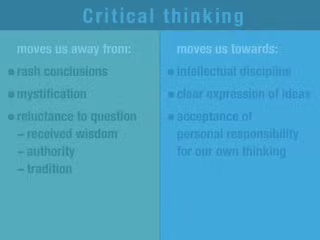 Critical thinking
moves us away from:
• rash conclusions
• mystification
• reluctance to question
– received wisdom
– authority
– tradition
moves us towards:
• intellectual discipline
• clear expression of ideas
• acceptance of
personal responsibility
for our own thinking